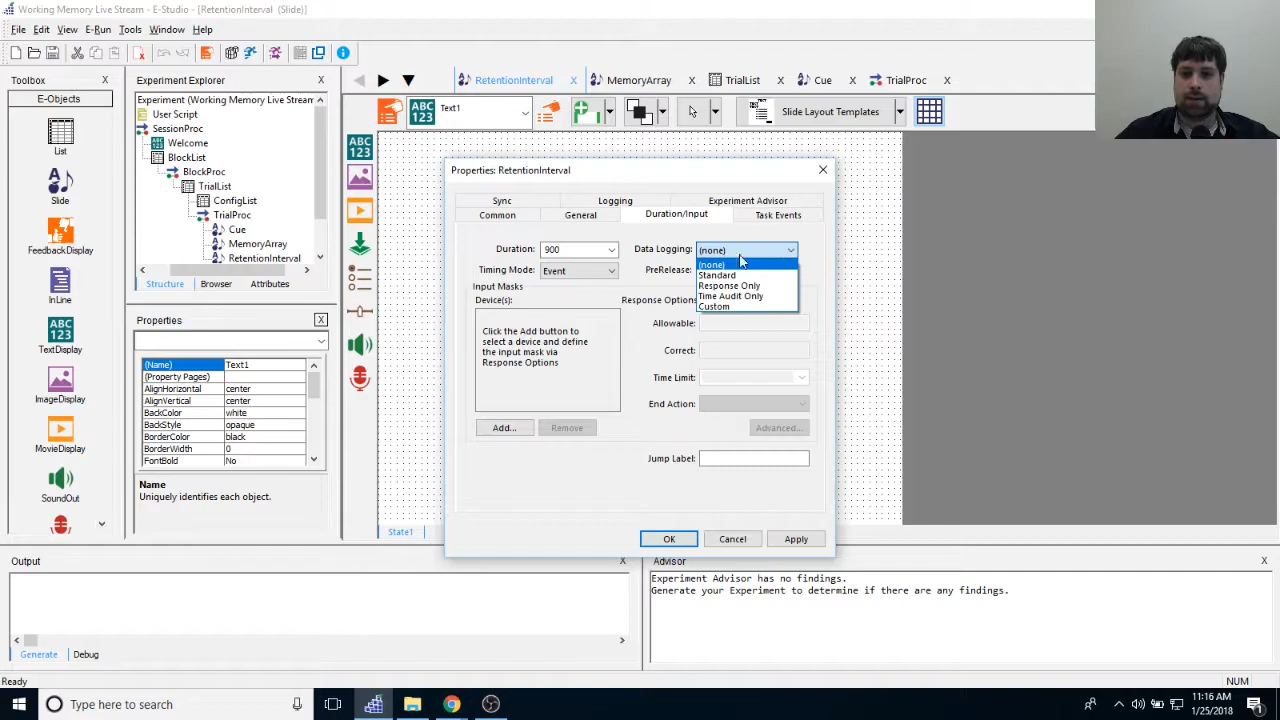 Working Memory Live Stream - E-Studio - [RetentionInterval (Slide)]
File Edit View E-Run Tools Window Help
Toolbox
E-Objects
List
Slide
FeedbackDisplay
InLine
TextDisplay
ImageDisplay
MovieDisplay
SoundOut
Experiment Explorer
Experiment (Working Memory Live Stream
User Script
SessionProc
Welcome
BlockList
BlockProc
TrialList
ConfigList
TrialProc
Cue
MemoryArray
RetentionInterval
Structure Browser Attributes
Properties
(Name) Text1
(Property Pages)
AlignHorizontal center
AlignVertical center
BackColor white
BackStyle opaque
BorderColor black
BorderWidth 0
FontBold No
Name
Uniquely identifies each object.
RetentionInterval MemoryArray TrialList Cue TrialProc
ABC 123 Text1 Slide Layout Templates
ABC
123
State1
Properties: RetentionInterval
Sync Logging Experiment Advisor
Common General Duration/Input Task Events
Duration: 900 Data Logging: (none)
Timing Mode: Event PreRelease:
(none)
Standard
Response Only
Time Audit Only
Custom
Input Masks
Device(s): Response Options
Click the Add button to
select a device and define
the input mask via
Response Options
Allowable:
Correct:
Time Limit:
End Action:
Add... Remove Advanced...
Jump Label:
OK Cancel Apply
Output
Generate Debug
Advisor
Experiment Advisor has no findings.
Generate your Experiment to determine if there are any findings.
Ready NUM
Type here to search
11:16 AM
1/25/2018